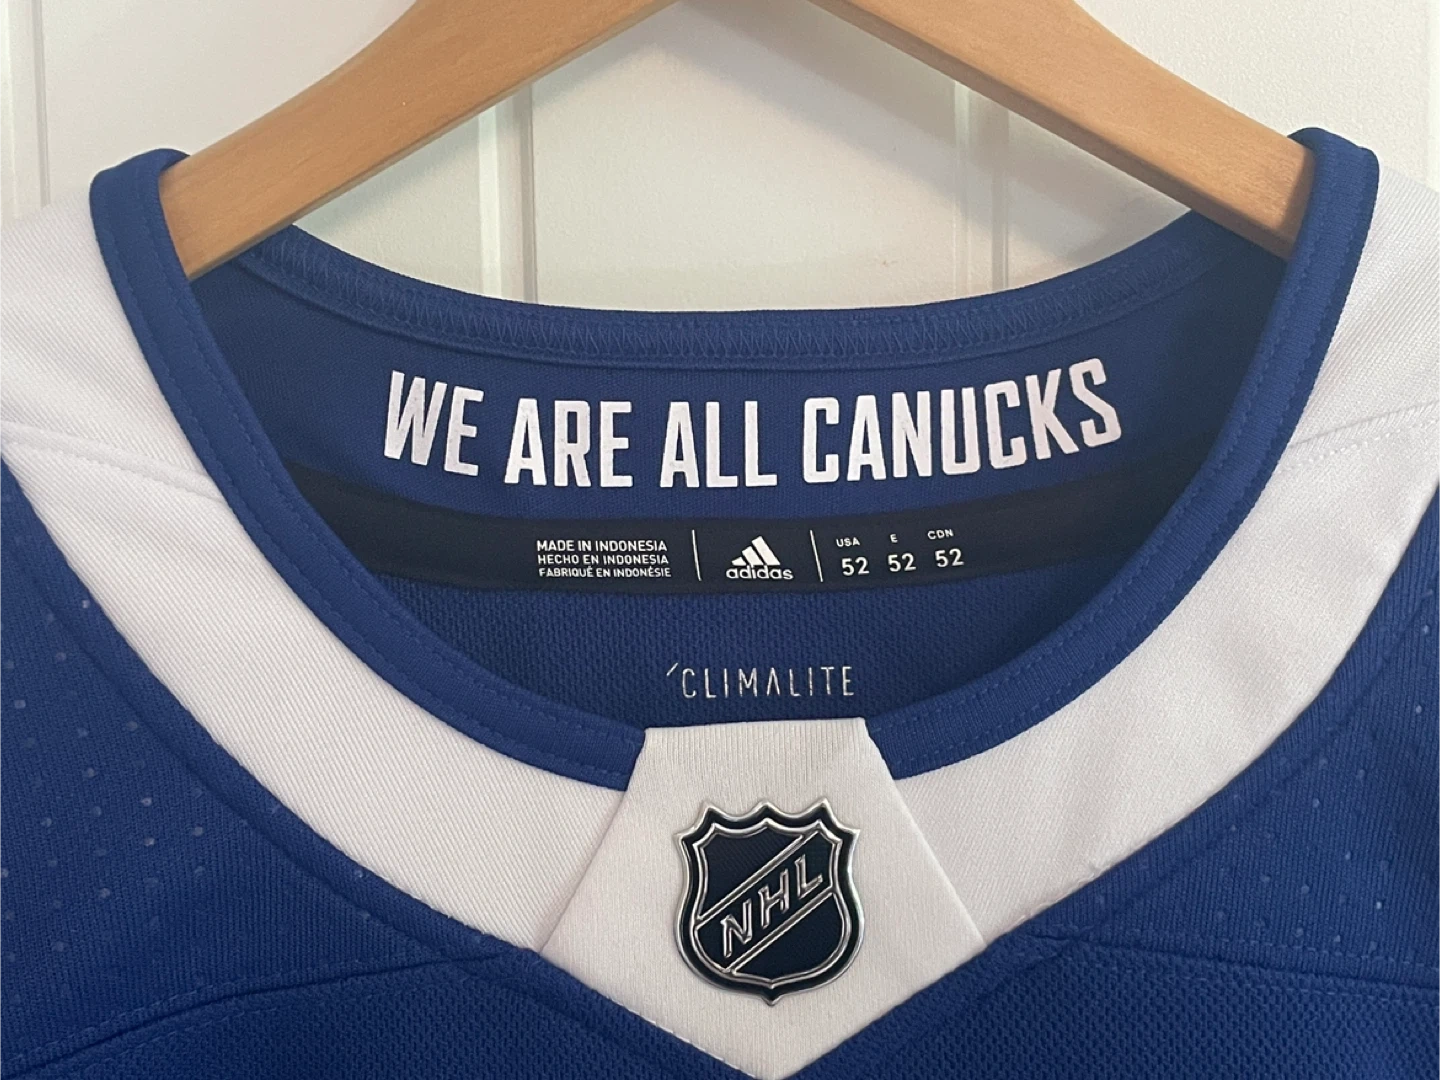 WE ARE ALL CANUCKS
MADE IN INDONESIA
HECHO EN INDONESIA
FABRIQUÉ EN INDONÉSIE
adidas
USA E CDN
52 52 52
CLIMALITE
NHL